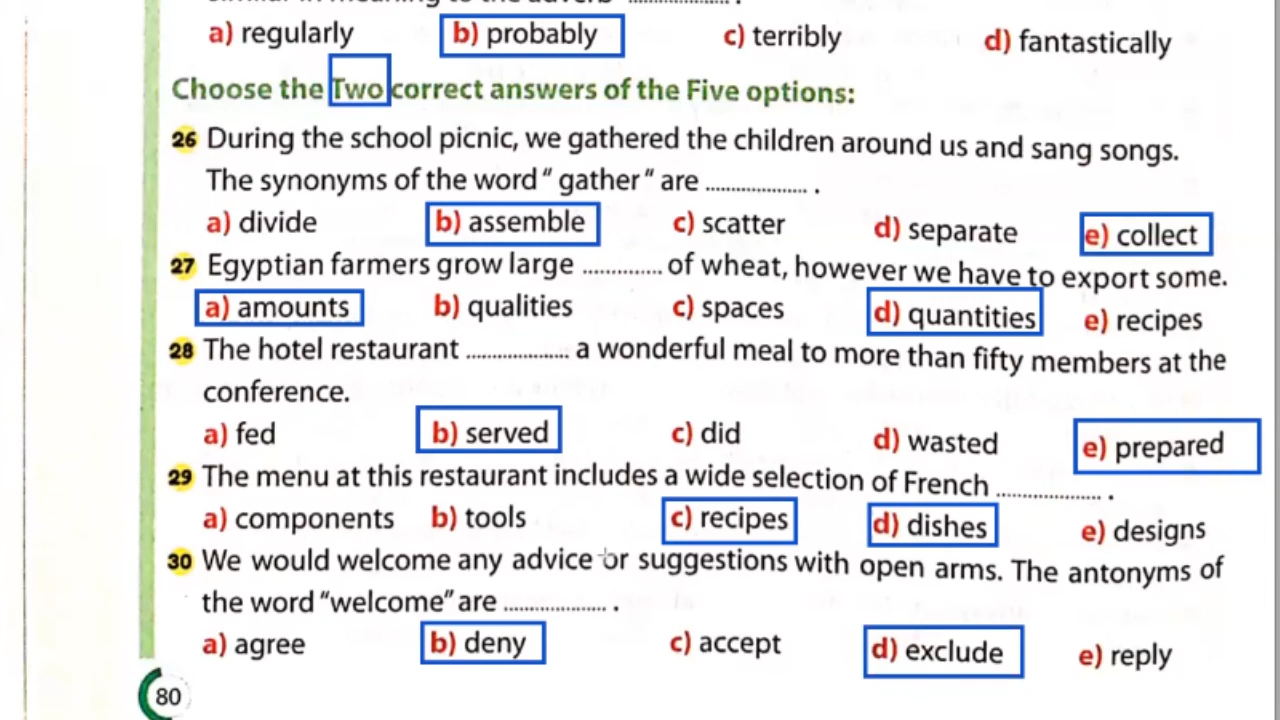 similar in meaning to the adverb ..................... .
a) regularly b) probably c) terribly d) fantastically
Choose the Two correct answers of the Five options:
26 During the school picnic, we gathered the children around us and sang songs.
The synonyms of the word " gather " are ..................... .
a) divide b) assemble c) scatter d) separate e) collect
27 Egyptian farmers grow large ................ of wheat, however we have to export some.
a) amounts b) qualities c) spaces d) quantities e) recipes
28 The hotel restaurant ..................... a wonderful meal to more than fifty members at the
conference.
a) fed b) served c) did d) wasted e) prepared
29 The menu at this restaurant includes a wide selection of French ..................... .
a) components b) tools c) recipes d) dishes e) designs
30 We would welcome any advice or suggestions with open arms. The antonyms of
the word "welcome" are ..................... .
a) agree b) deny c) accept d) exclude e) reply
80